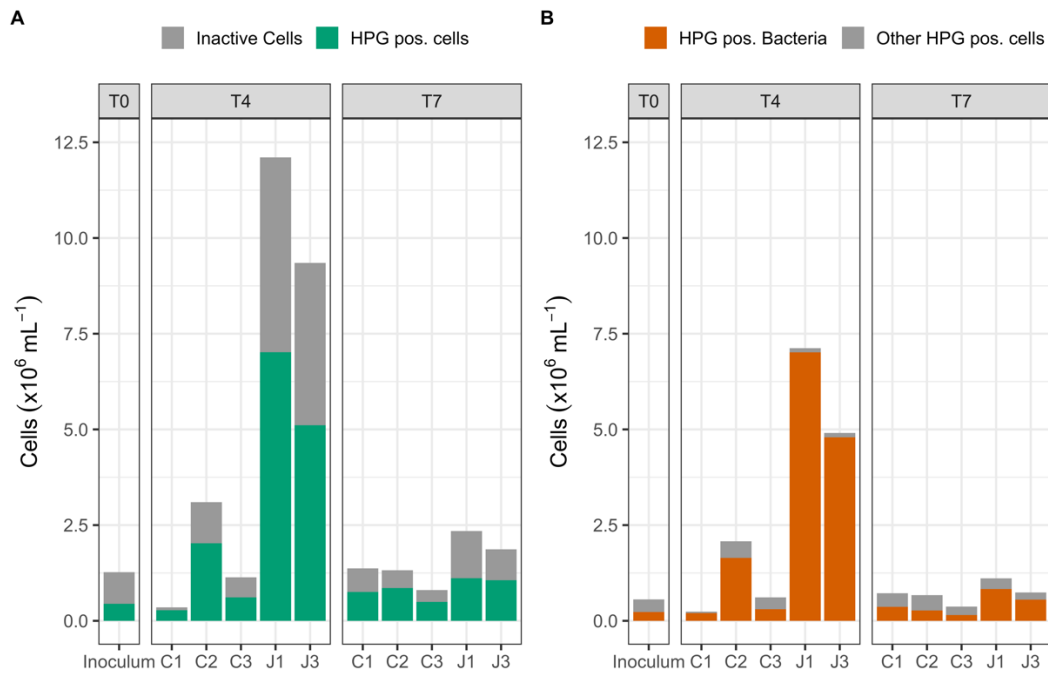 A
Inactive Cells HPG pos. cells
T0 T4 T7
12.5
10.0
7.5
5.0
2.5
0.0
Cells (x10⁶ mL⁻¹)
Inoculum C1 C2 C3 J1 J3 C1 C2 C3 J1 J3
B
HPG pos. Bacteria Other HPG pos. cells
T0 T4 T7
12.5
10.0
7.5
5.0
2.5
0.0
Cells (x10⁶ mL⁻¹)
Inoculum C1 C2 C3 J1 J3 C1 C2 C3 J1 J3